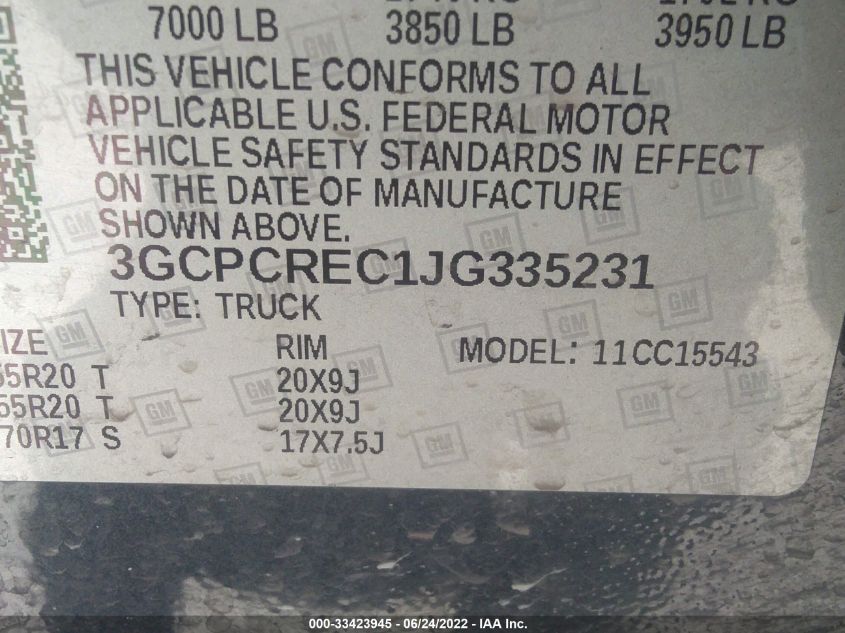 7000 LB 3850 LB 3950 LB
THIS VEHICLE CONFORMS TO ALL
APPLICABLE U.S. FEDERAL MOTOR
VEHICLE SAFETY STANDARDS IN EFFECT
ON THE DATE OF MANUFACTURE
SHOWN ABOVE.
3GCPCREC1JG335231
TYPE: TRUCK
SIZE RIM MODEL: 11CC15543
55R20 T 20X9J
55R20 T 20X9J
70R17 S 17X7.5J
000-33423945 - 06/24/2022 - IAA Inc.